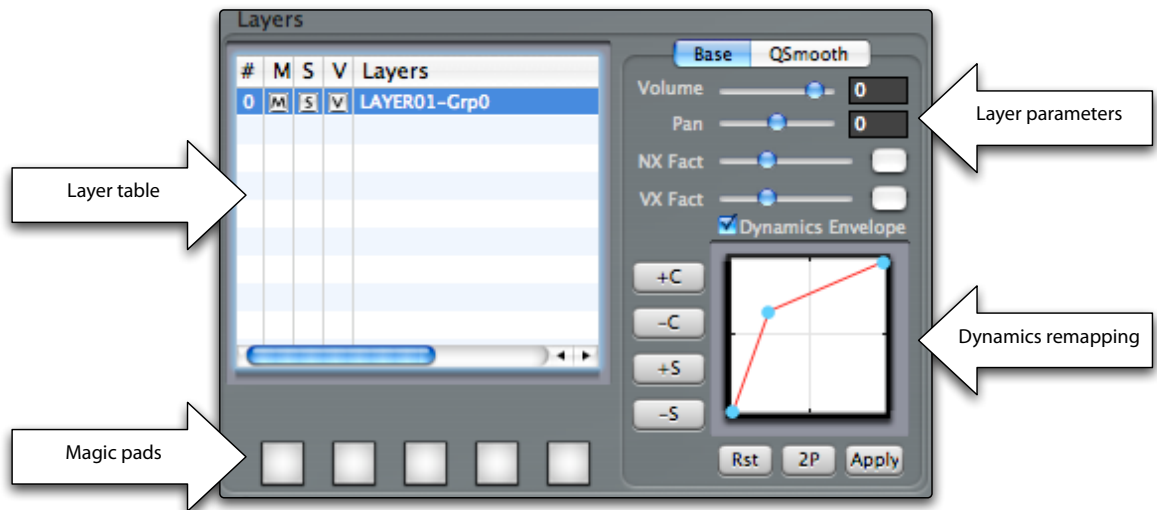 Layers
# M S V Layers
0 M S V LAYER01-Grp0
Base QSmooth
Volume 0
Pan 0
NX Fact
VX Fact
Dynamics Envelope
+C
-C
+S
-S
Rst 2P Apply
Layer table
Magic pads
Layer parameters
Dynamics remapping